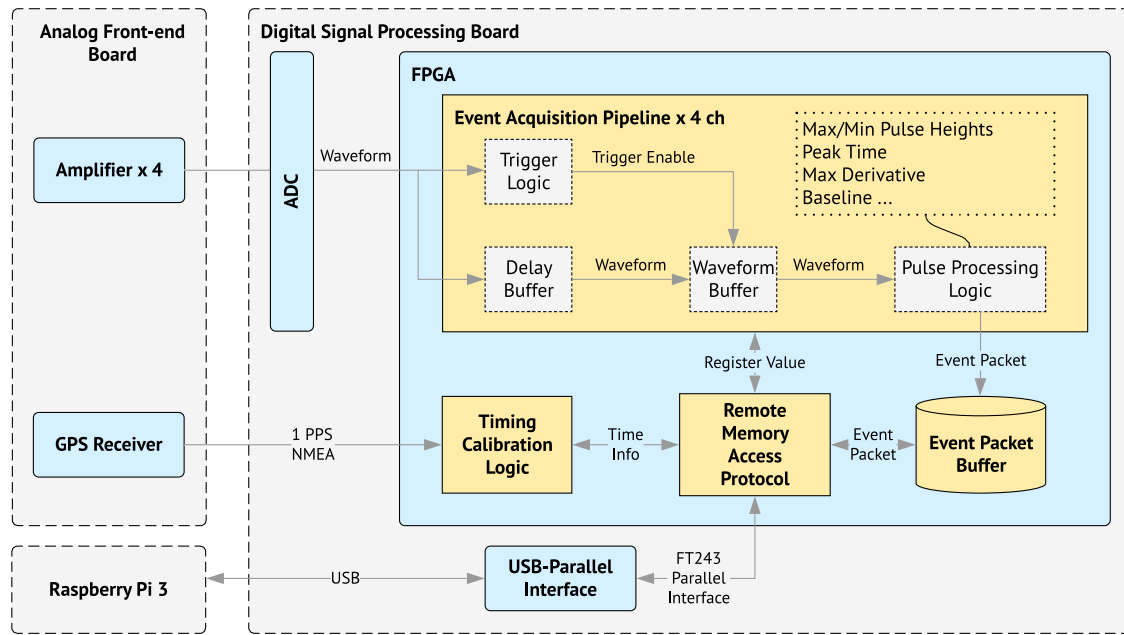 Analog Front-end
Board
Digital Signal Processing Board
FPGA
Event Acquisition Pipeline x 4 ch
Max/Min Pulse Heights
Peak Time
Max Derivative
Baseline ...
Amplifier x 4
ADC
Waveform
Trigger
Logic
Trigger Enable
Delay
Buffer
Waveform
Waveform
Buffer
Waveform
Pulse Processing
Logic
Register Value
Event Packet
GPS Receiver
1 PPS
NMEA
Timing
Calibration
Logic
Time
Info
Remote
Memory
Access
Protocol
Event
Packet
Event Packet
Buffer
Raspberry Pi 3
USB
USB-Parallel
Interface
FT243
Parallel
Interface